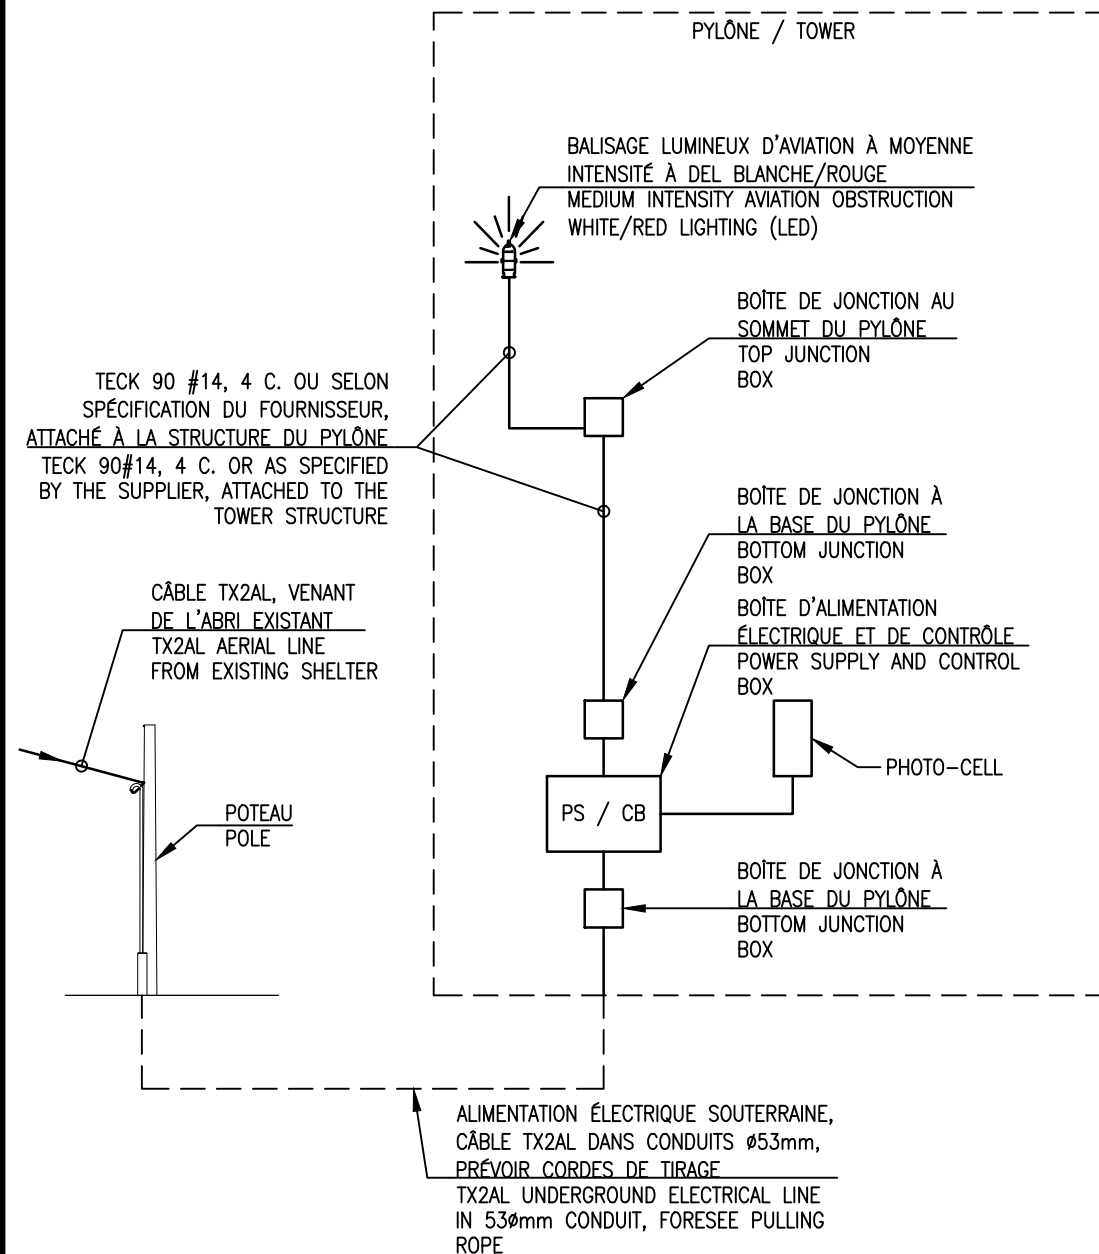 PYLÔNE / TOWER
BALISAGE LUMINEUX D'AVIATION À MOYENNE
INTENSITÉ À DEL BLANCHE/ROUGE
MEDIUM INTENSITY AVIATION OBSTRUCTION
WHITE/RED LIGHTING (LED)
BOÎTE DE JONCTION AU
SOMMET DU PYLÔNE
TOP JUNCTION
BOX
TECK 90 #14, 4 C. OU SELON
SPÉCIFICATION DU FOURNISSEUR,
ATTACHÉ À LA STRUCTURE DU PYLÔNE
TECK 90#14, 4 C. OR AS SPECIFIED
BY THE SUPPLIER, ATTACHED TO THE
TOWER STRUCTURE
BOÎTE DE JONCTION À
LA BASE DU PYLÔNE
BOTTOM JUNCTION
BOX
CÂBLE TX2AL, VENANT
DE L'ABRI EXISTANT
TX2AL AERIAL LINE
FROM EXISTING SHELTER
BOÎTE D'ALIMENTATION
ÉLECTRIQUE ET DE CONTRÔLE
POWER SUPPLY AND CONTROL
BOX
PHOTO-CELL
PS / CB
POTEAU
POLE
BOÎTE DE JONCTION À
LA BASE DU PYLÔNE
BOTTOM JUNCTION
BOX
ALIMENTATION ÉLECTRIQUE SOUTERRAINE,
CÂBLE TX2AL DANS CONDUITS ø53mm,
PRÉVOIR CORDES DE TIRAGE
TX2AL UNDERGROUND ELECTRICAL LINE
IN 53ømm CONDUIT, FORESEE PULLING
ROPE